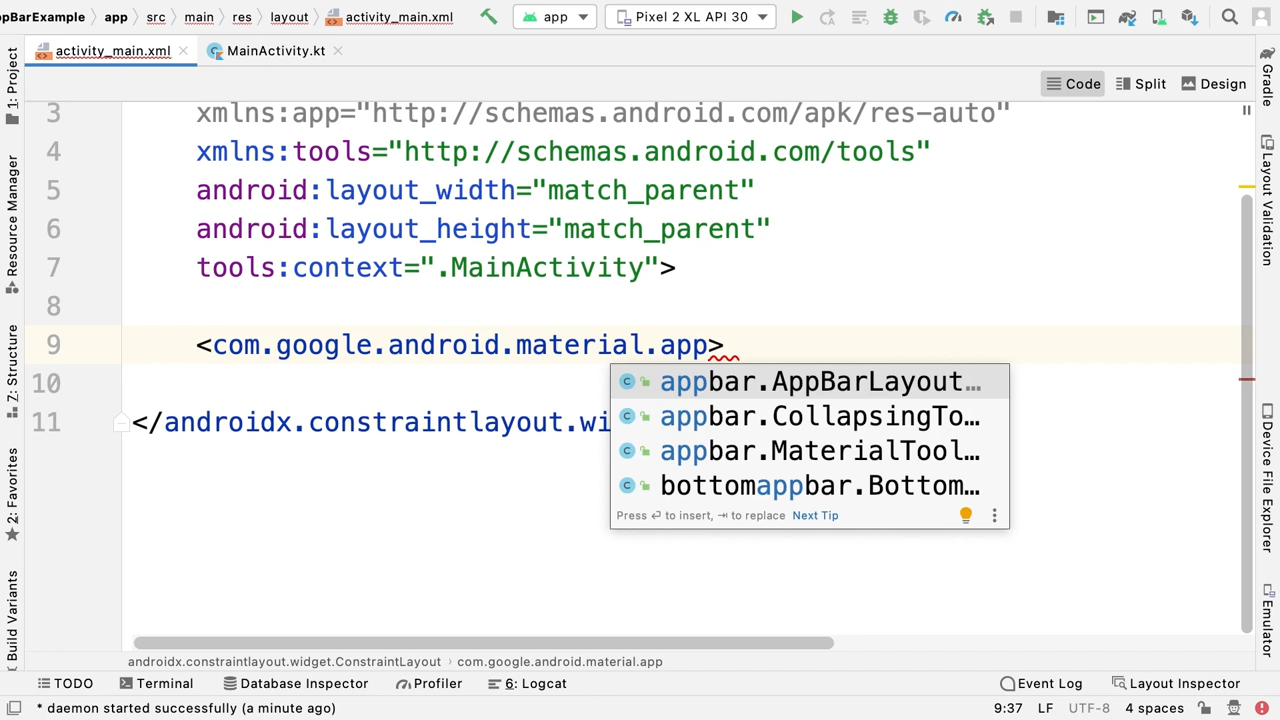 ppBarExample app src main res layout activity_main.xml app Pixel 2 XL API 30
activity_main.xml MainActivity.kt
Code Split Design
3 xmlns:app="http://schemas.android.com/apk/res-auto"
4 xmlns:tools="http://schemas.android.com/tools"
5 android:layout_width="match_parent"
6 android:layout_height="match_parent"
7 tools:context=".MainActivity">
8
9 <com.google.android.material.app>
10
11 </androidx.constraintlayout.wi
appbar.AppBarLayout…
appbar.CollapsingTo…
appbar.MaterialTool…
bottomappbar.Bottom…
Press ↵ to insert, ⇥ to replace Next Tip
androidx.constraintlayout.widget.ConstraintLayout › com.google.android.material.app
TODO Terminal Database Inspector Profiler 6: Logcat Event Log Layout Inspector
* daemon started successfully (a minute ago) 9:37 LF UTF-8 4 spaces
1: Project
Resource Manager
Z: Structure
2: Favorites
Build Variants
Gradle
Layout Validation
Device File Explorer
Emulator